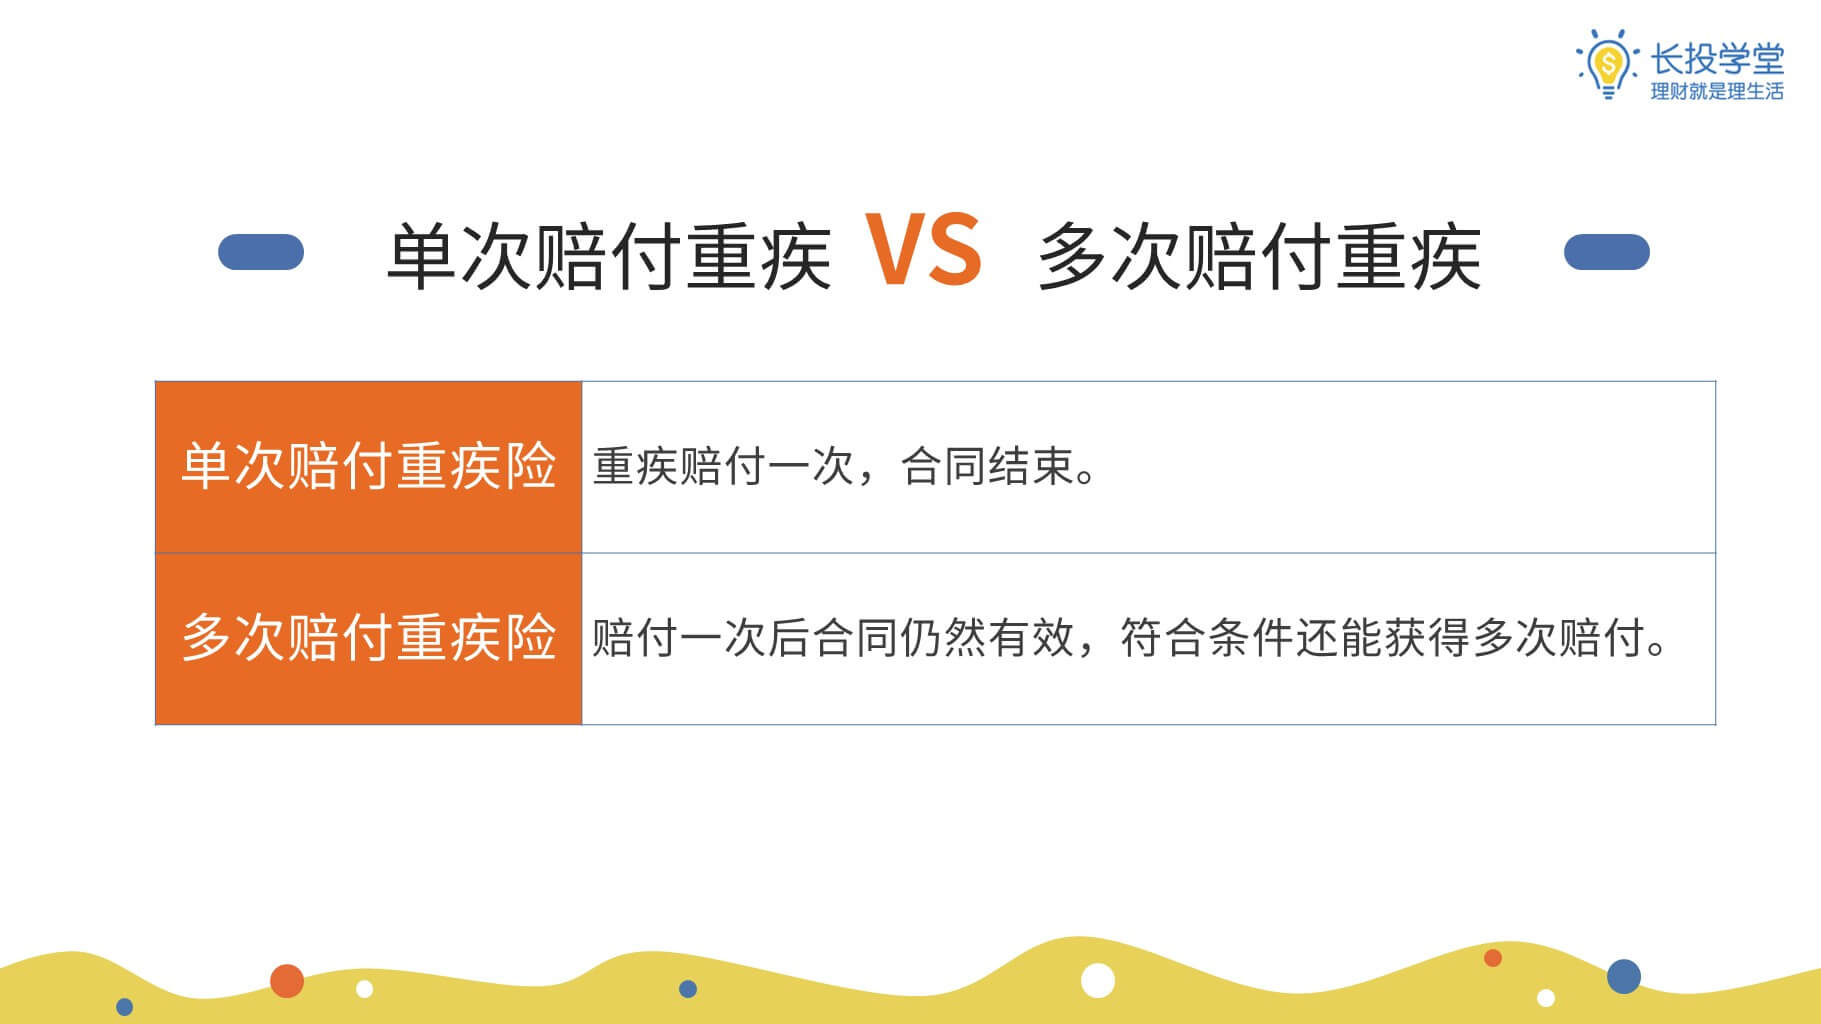 长投学堂
理财就是理生活
单次赔付重疾 VS 多次赔付重疾
单次赔付重疾险
重疾赔付一次，合同结束。
多次赔付重疾险
赔付一次后合同仍然有效，符合条件还能获得多次赔付。